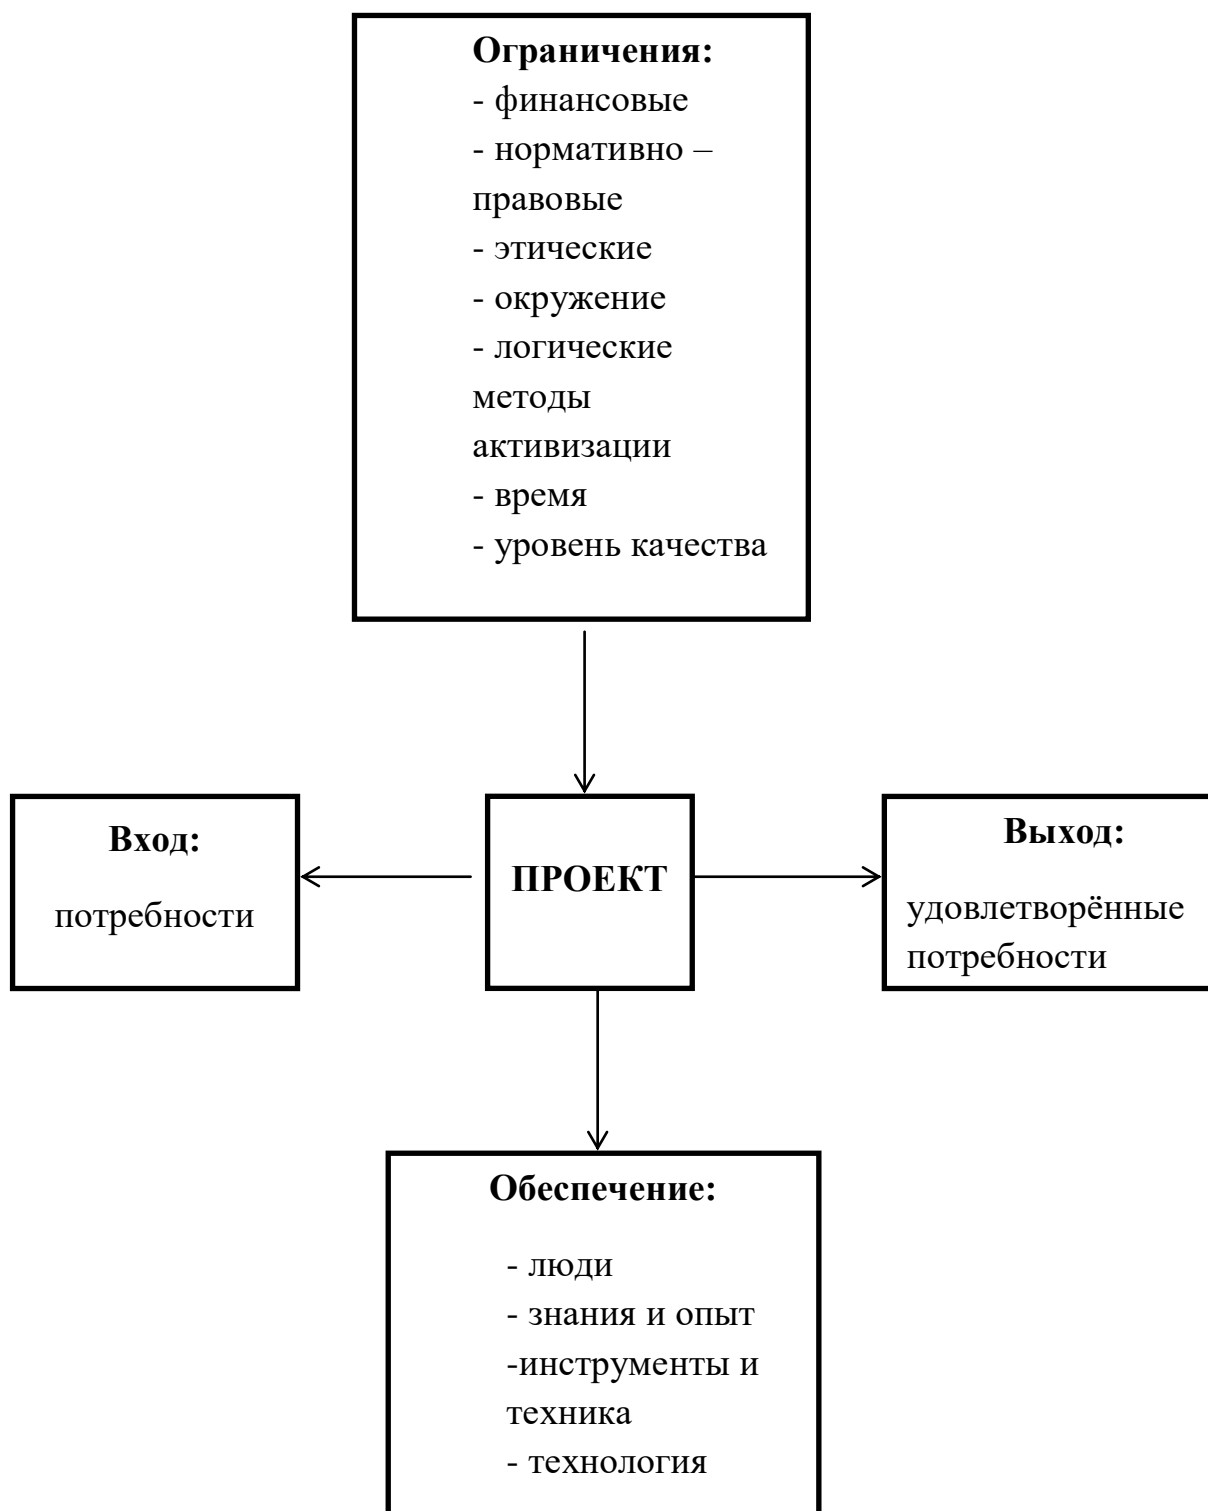 Ограничения:
- финансовые
- нормативно –
правовые
- этические
- окружение
- логические
методы
активизации
- время
- уровень качества
Вход:
потребности
ПРОЕКТ
Выход:
удовлетворённые
потребности
Обеспечение:
- люди
- знания и опыт
-инструменты и
техника
- технология